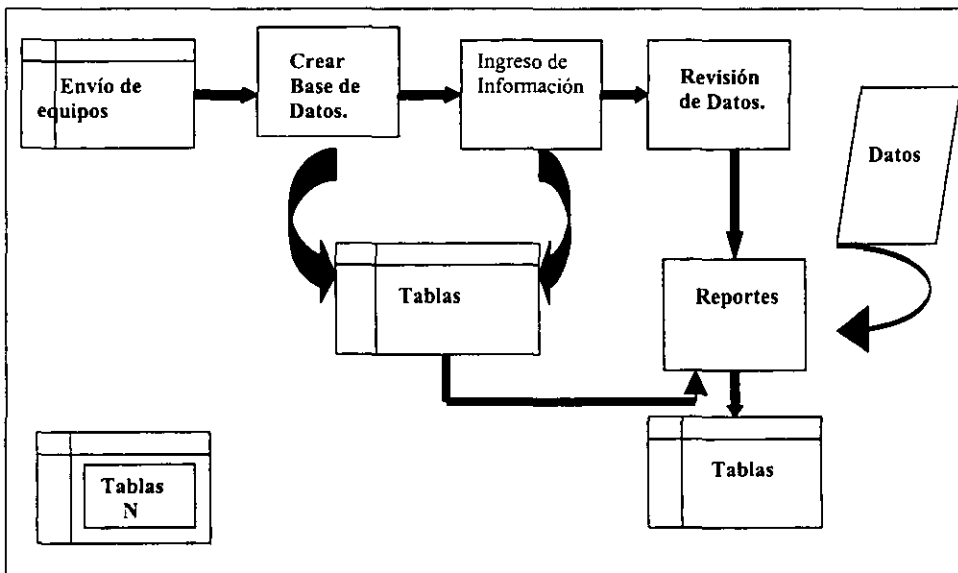 Envío de
equipos
Crear
Base de
Datos.
Ingreso de
Información
Revisión
de Datos.
Datos
Tablas
Reportes
Tablas
Tablas
N